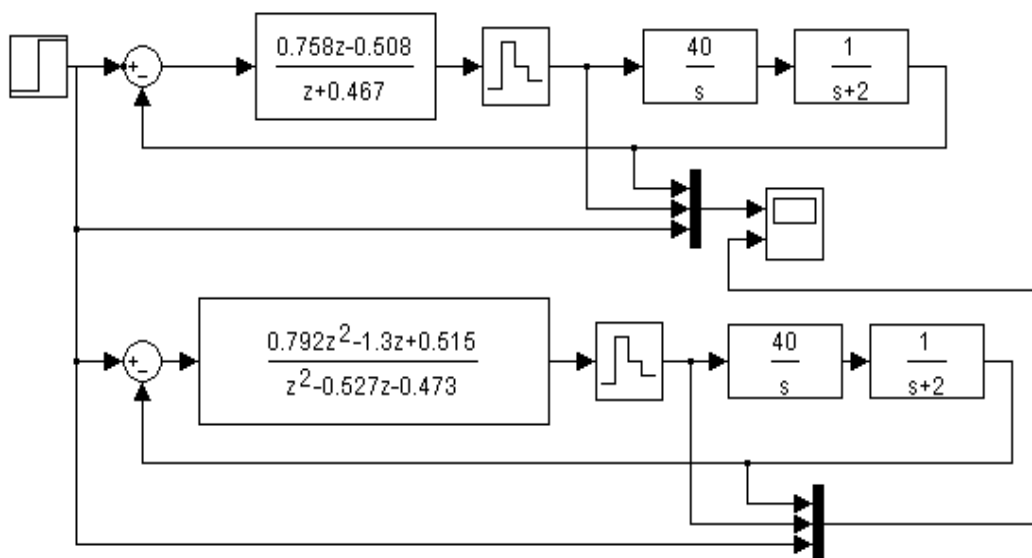 +
-
0.758z-0.508
z+0.467
40
s
1
s+2
+
-
0.792z²-1.3z+0.515
z²-0.527z-0.473
40
s
1
s+2